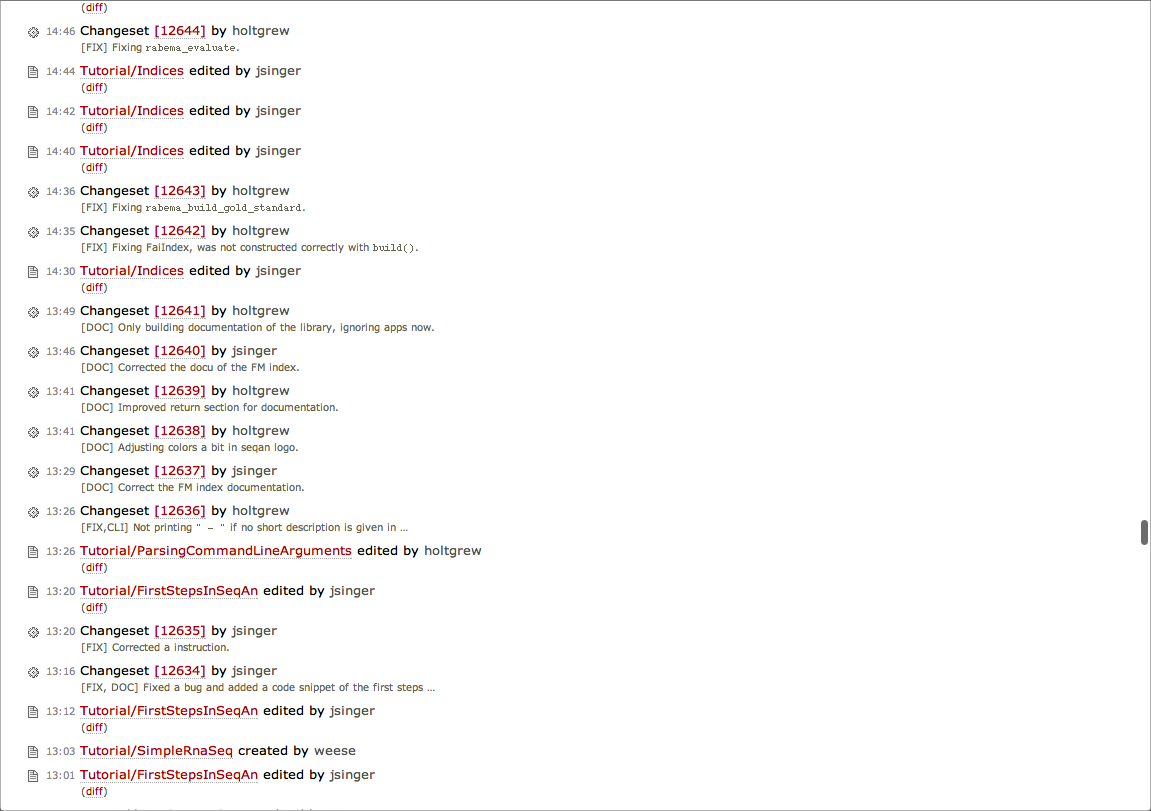 (diff)
14:46 Changeset [12644] by holtgrew
[FIX] Fixing rabema_evaluate.
14:44 Tutorial/Indices edited by jsinger
(diff)
14:42 Tutorial/Indices edited by jsinger
(diff)
14:40 Tutorial/Indices edited by jsinger
(diff)
14:36 Changeset [12643] by holtgrew
[FIX] Fixing rabema_build_gold_standard.
14:35 Changeset [12642] by holtgrew
[FIX] Fixing FaiIndex, was not constructed correctly with build().
14:30 Tutorial/Indices edited by jsinger
(diff)
13:49 Changeset [12641] by holtgrew
[DOC] Only building documentation of the library, ignoring apps now.
13:46 Changeset [12640] by jsinger
[DOC] Corrected the docu of the FM index.
13:41 Changeset [12639] by holtgrew
[DOC] Improved return section for documentation.
13:41 Changeset [12638] by holtgrew
[DOC] Adjusting colors a bit in seqan logo.
13:29 Changeset [12637] by jsinger
[DOC] Correct the FM index documentation.
13:26 Changeset [12636] by holtgrew
[FIX,CLI] Not printing " – " if no short description is given in …
13:26 Tutorial/ParsingCommandLineArguments edited by holtgrew
(diff)
13:20 Tutorial/FirstStepsInSeqAn edited by jsinger
(diff)
13:20 Changeset [12635] by jsinger
[FIX] Corrected a instruction.
13:16 Changeset [12634] by jsinger
[FIX, DOC] Fixed a bug and added a code snippet of the first steps …
13:12 Tutorial/FirstStepsInSeqAn edited by jsinger
(diff)
13:03 Tutorial/SimpleRnaSeq created by weese
13:01 Tutorial/FirstStepsInSeqAn edited by jsinger
(diff)